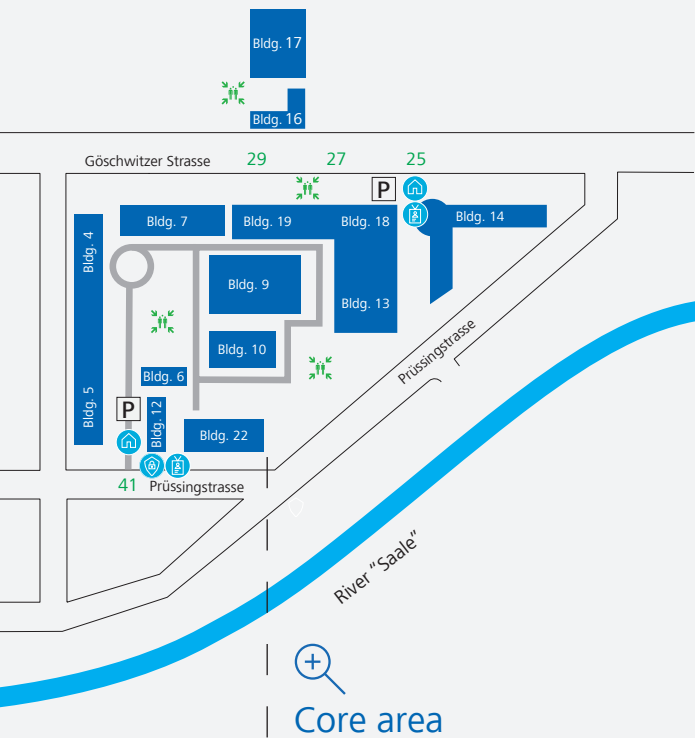 Bldg. 17
Bldg. 16
Göschwitzer Strasse
29
27
25
P
Bldg. 4
Bldg. 7
Bldg. 19
Bldg. 18
Bldg. 14
Bldg. 9
Bldg. 13
Bldg. 10
Prüssingstrasse
Bldg. 6
Bldg. 5
P
Bldg. 12
Bldg. 22
41
Prüssingstrasse
River “Saale”
Core area